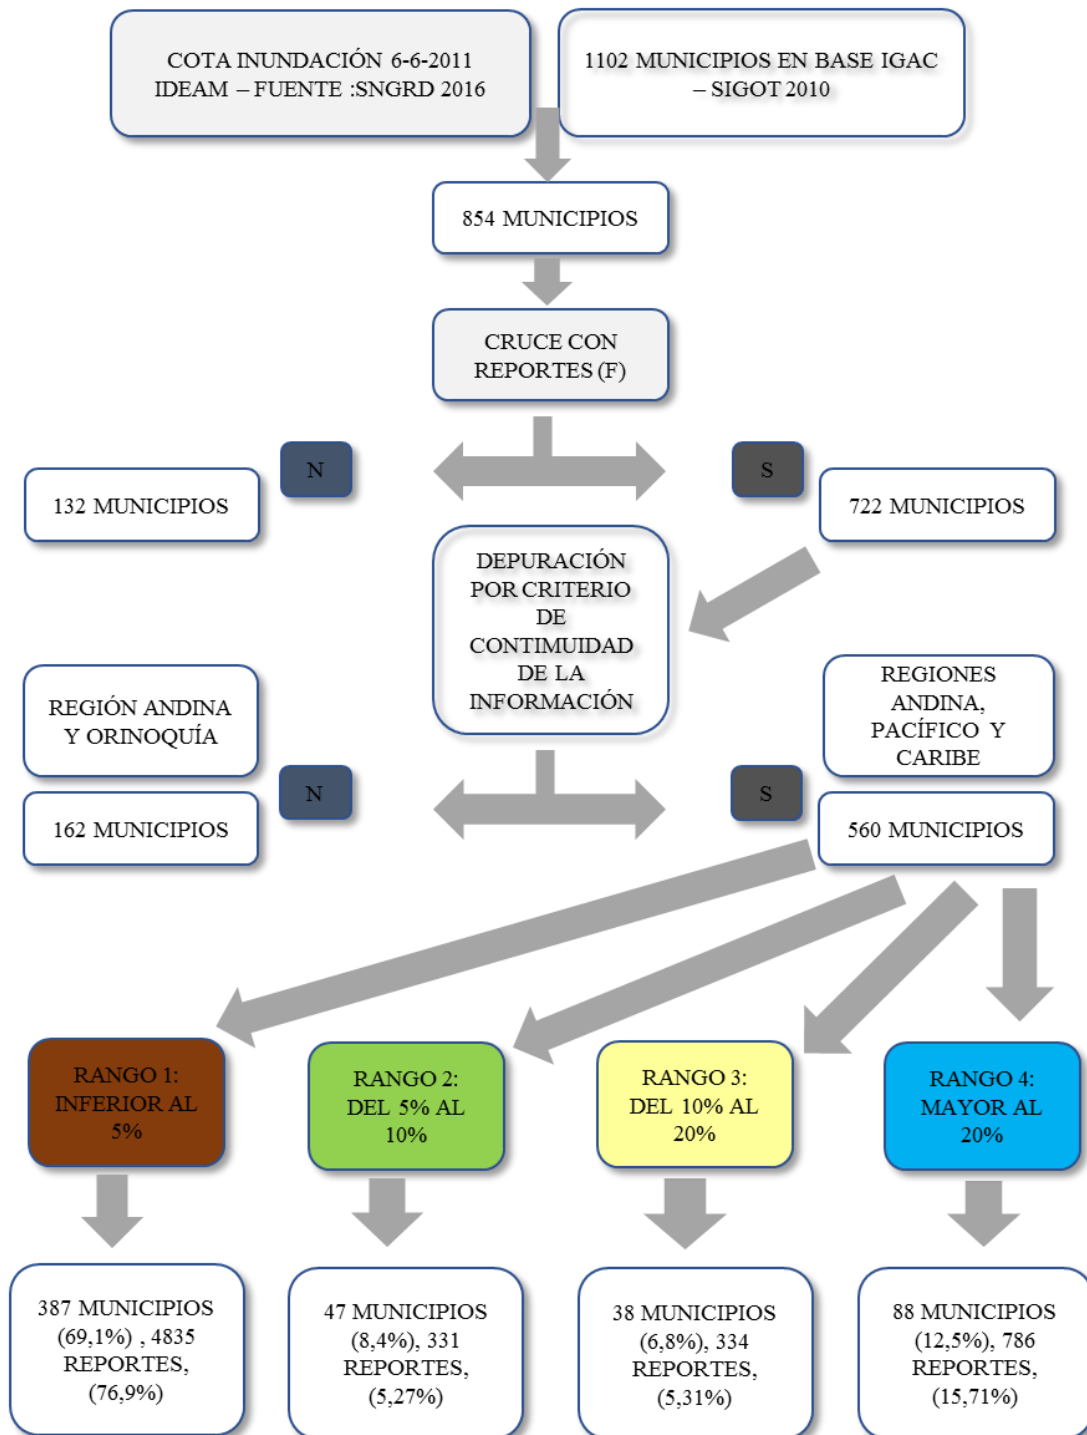 COTA INUNDACIÓN 6-6-2011
IDEAM – FUENTE :SNGRD 2016
1102 MUNICIPIOS EN BASE IGAC
– SIGOT 2010
854 MUNICIPIOS
CRUCE CON
REPORTES (F)
N
S
132 MUNICIPIOS
722 MUNICIPIOS
DEPURACIÓN
POR CRITERIO
DE
CONTIMUIDAD
DE LA
INFORMACIÓN
REGIÓN ANDINA
Y ORINOQUÍA
REGIONES
ANDINA,
PACÍFICO Y
CARIBE
N
S
162 MUNICIPIOS
560 MUNICIPIOS
RANGO 1:
INFERIOR AL
5%
RANGO 2:
DEL 5% AL
10%
RANGO 3:
DEL 10% AL
20%
RANGO 4:
MAYOR AL
20%
387 MUNICIPIOS
(69,1%) , 4835
REPORTES,
(76,9%)
47 MUNICIPIOS
(8,4%), 331
REPORTES,
(5,27%)
38 MUNICIPIOS
(6,8%), 334
REPORTES,
(5,31%)
88 MUNICIPIOS
(12,5%), 786
REPORTES,
(15,71%)